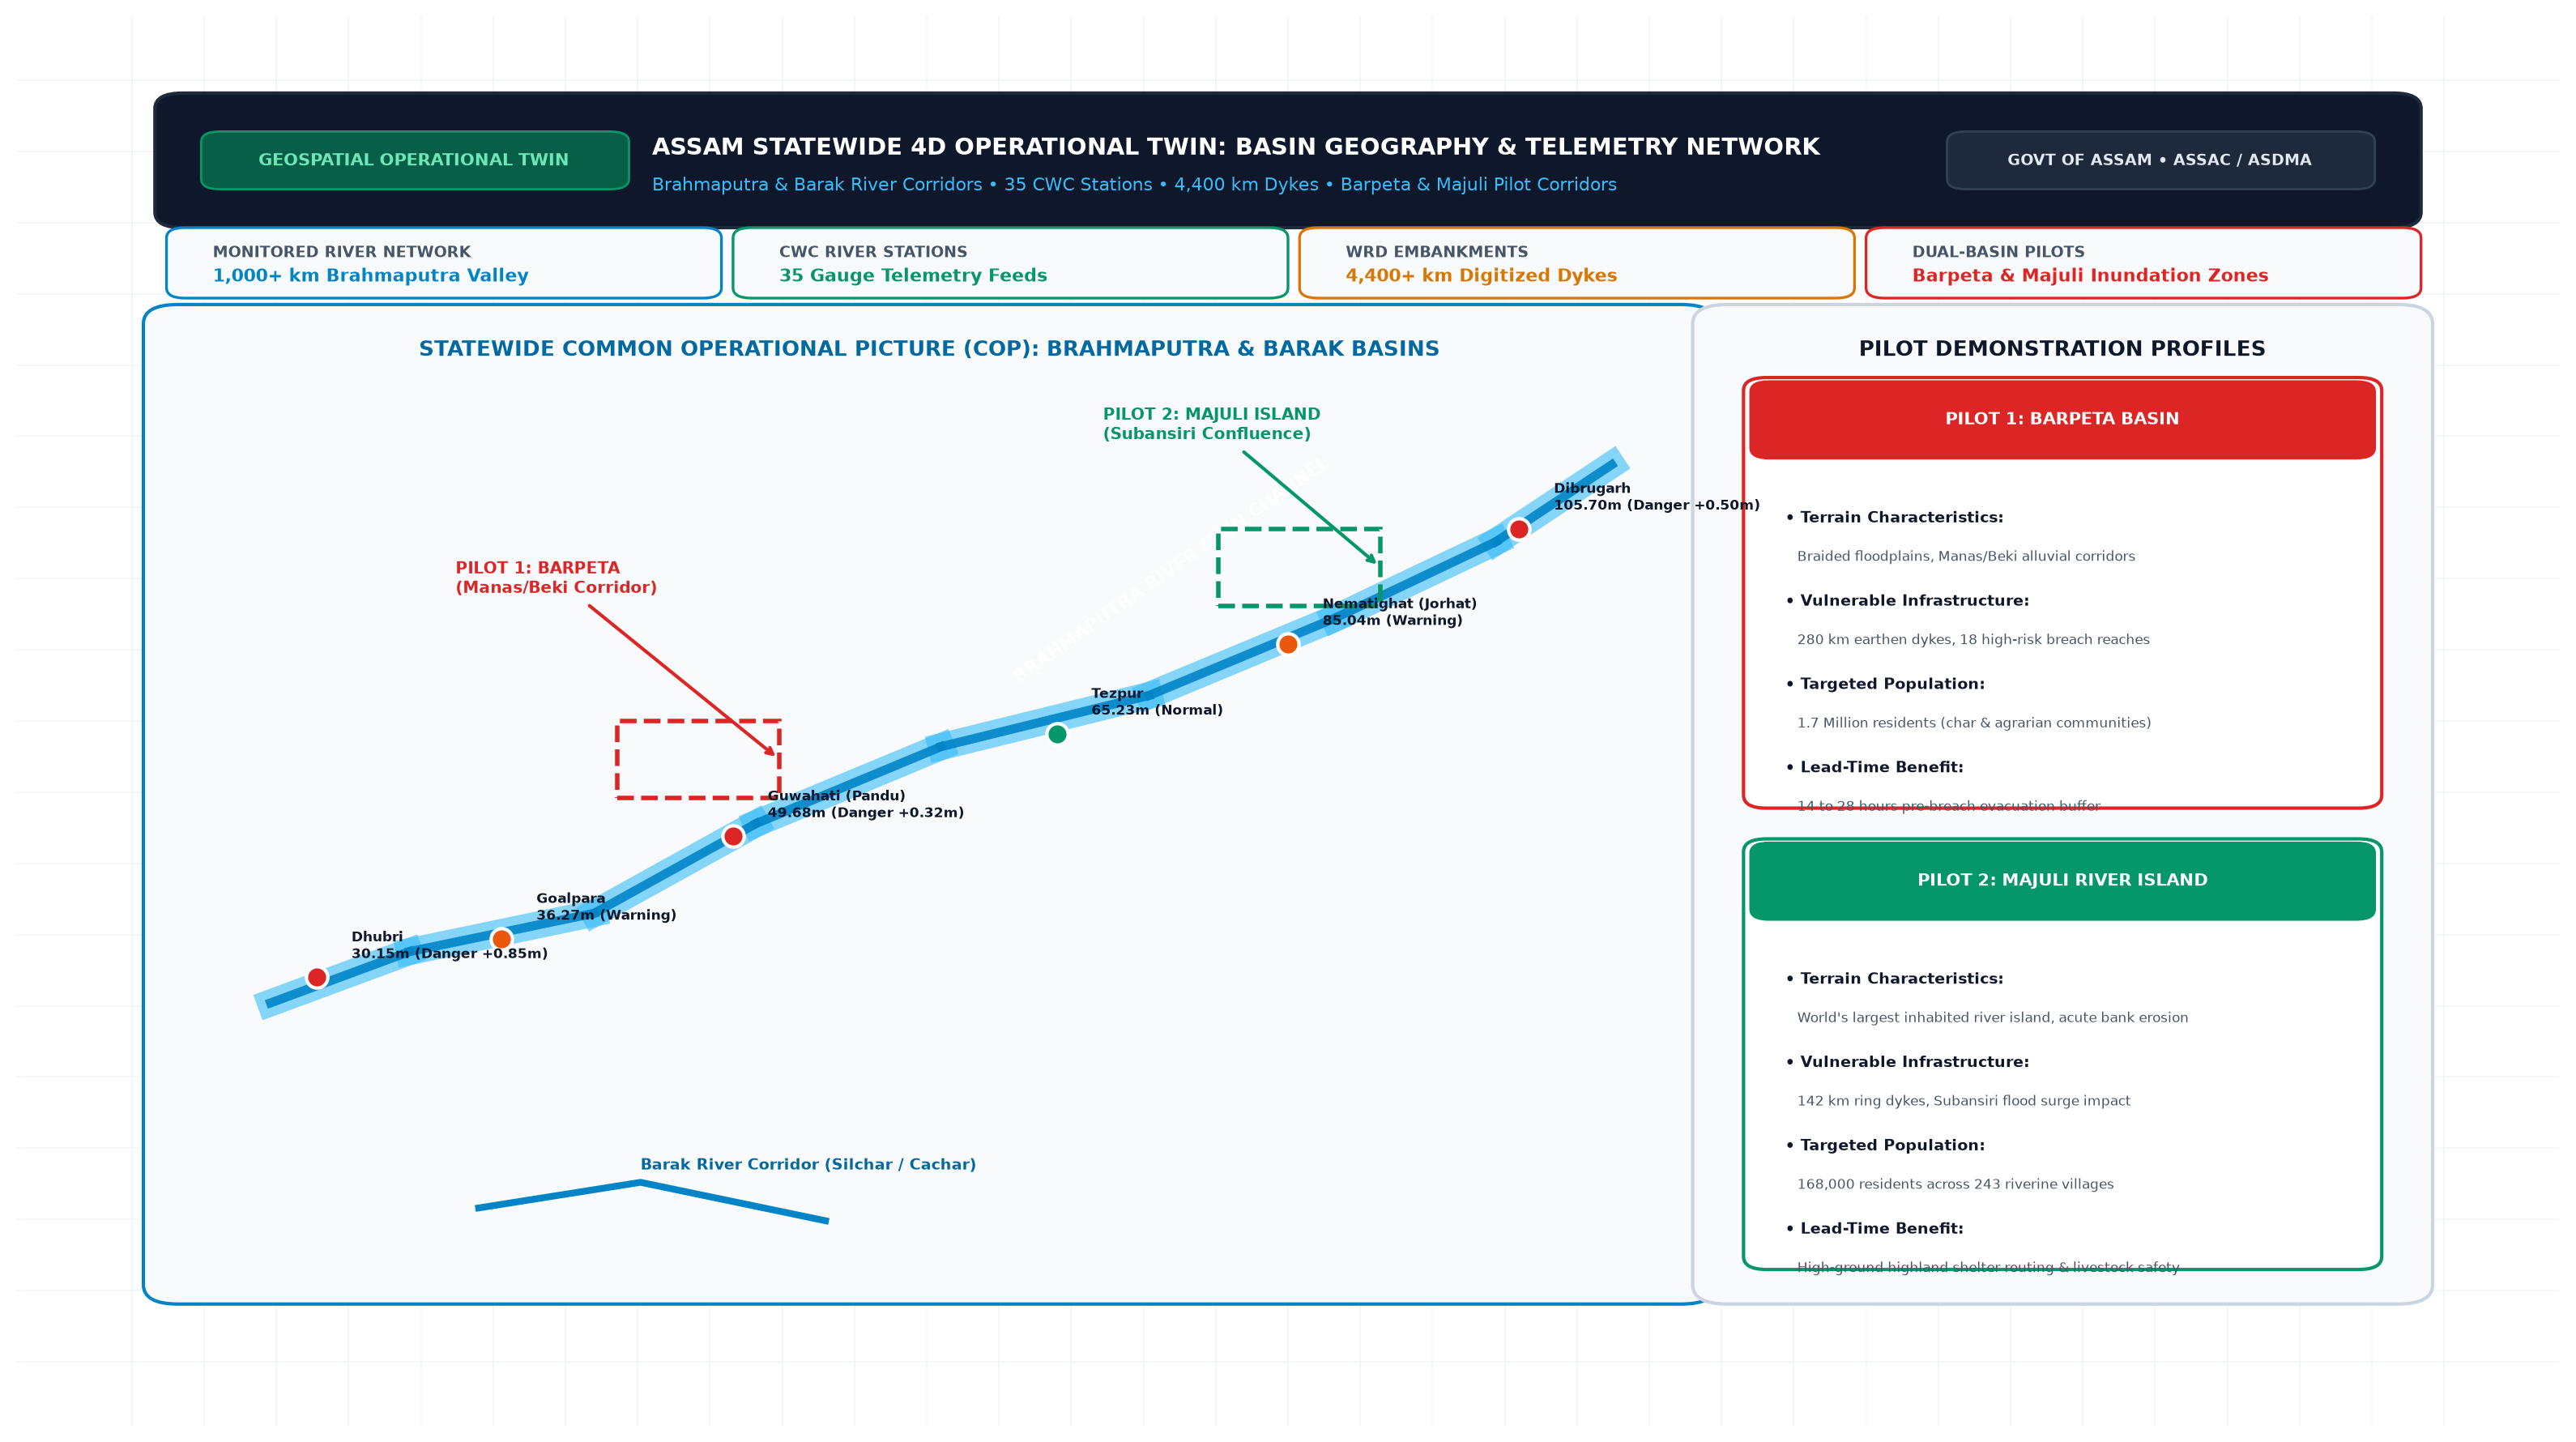 GEOSPATIAL OPERATIONAL TWIN
ASSAM STATEWIDE 4D OPERATIONAL TWIN: BASIN GEOGRAPHY & TELEMETRY NETWORK
Brahmaputra & Barak River Corridors • 35 CWC Stations • 4,400 km Dykes • Barpeta & Majuli Pilot Corridors
GOVT OF ASSAM • ASSAC / ASDMA
MONITORED RIVER NETWORK
1,000+ km Brahmaputra Valley
CWC RIVER STATIONS
35 Gauge Telemetry Feeds
WRD EMBANKMENTS
4,400+ km Digitized Dykes
DUAL-BASIN PILOTS
Barpeta & Majuli Inundation Zones
STATEWIDE COMMON OPERATIONAL PICTURE (COP): BRAHMAPUTRA & BARAK BASINS
PILOT 2: MAJULI ISLAND
(Subansiri Confluence)
BRAHMAPUTRA RIVER MAIN CHANNEL
Dibrugarh
105.70m (Danger +0.50m)
PILOT 1: BARPETA
(Manas/Beki Corridor)
Nematighat (Jorhat)
85.04m (Warning)
Tezpur
65.23m (Normal)
Guwahati (Pandu)
49.68m (Danger +0.32m)
Goalpara
36.27m (Warning)
Dhubri
30.15m (Danger +0.85m)
Barak River Corridor (Silchar / Cachar)
PILOT DEMONSTRATION PROFILES
PILOT 1: BARPETA BASIN
• Terrain Characteristics:
Braided floodplains, Manas/Beki alluvial corridors
• Vulnerable Infrastructure:
280 km earthen dykes, 18 high-risk breach reaches
• Targeted Population:
1.7 Million residents (char & agrarian communities)
• Lead-Time Benefit:
14 to 28 hours pre-breach evacuation buffer
PILOT 2: MAJULI RIVER ISLAND
• Terrain Characteristics:
World's largest inhabited river island, acute bank erosion
• Vulnerable Infrastructure:
142 km ring dykes, Subansiri flood surge impact
• Targeted Population:
168,000 residents across 243 riverine villages
• Lead-Time Benefit:
High-ground highland shelter routing & livestock safety